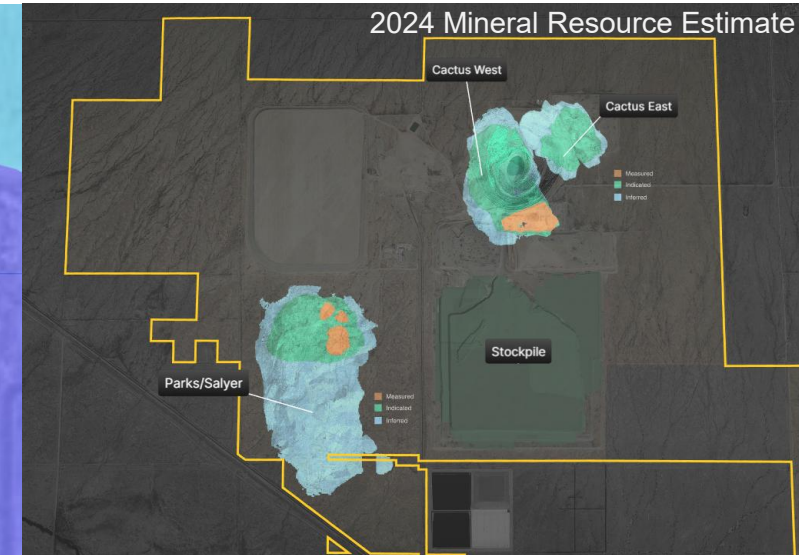 2024 Mineral Resource Estimate
Cactus West
Cactus East
Measured
Indicated
Inferred
Stockpile
Parks/Salyer
Measured
Indicated
Inferred